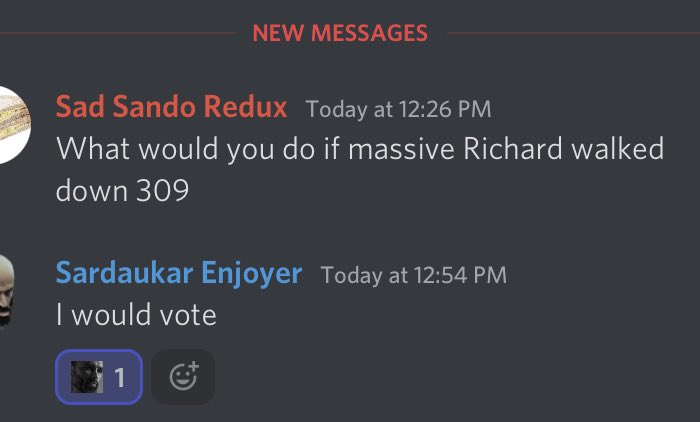 NEW MESSAGES
Sad Sando Redux Today at 12:26 PM
What would you do if massive Richard walked
down 309
Sardaukar Enjoyer Today at 12:54 PM
I would vote
1